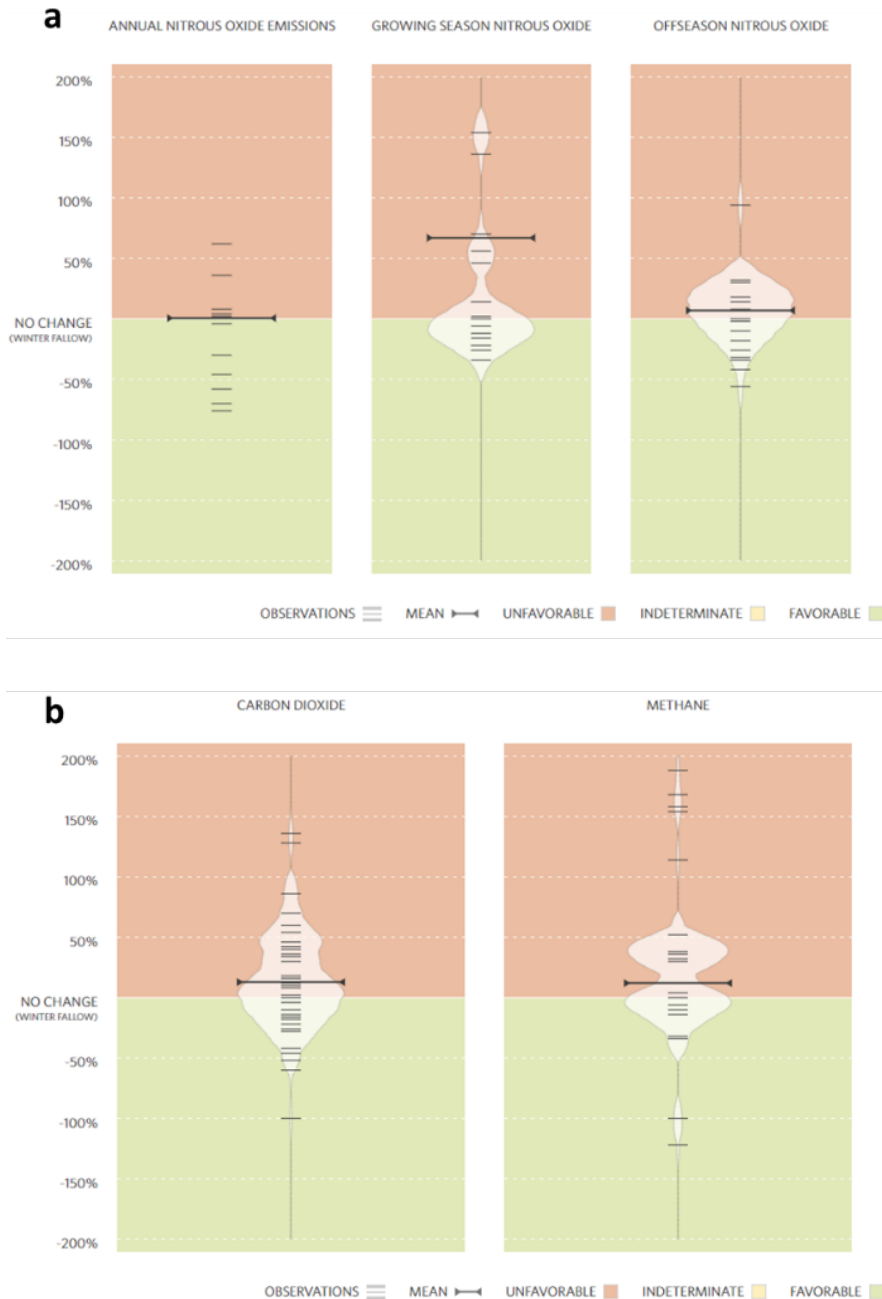 a
ANNUAL NITROUS OXIDE EMISSIONS GROWING SEASON NITROUS OXIDE OFFSEASON NITROUS OXIDE
200%
150%
100%
50%
NO CHANGE
(WINTER FALLOW)
-50%
-100%
-150%
-200%
OBSERVATIONS MEAN UNFAVORABLE INDETERMINATE FAVORABLE
b
CARBON DIOXIDE METHANE
200%
150%
100%
50%
NO CHANGE
(WINTER FALLOW)
-50%
-100%
-150%
-200%
OBSERVATIONS MEAN UNFAVORABLE INDETERMINATE FAVORABLE